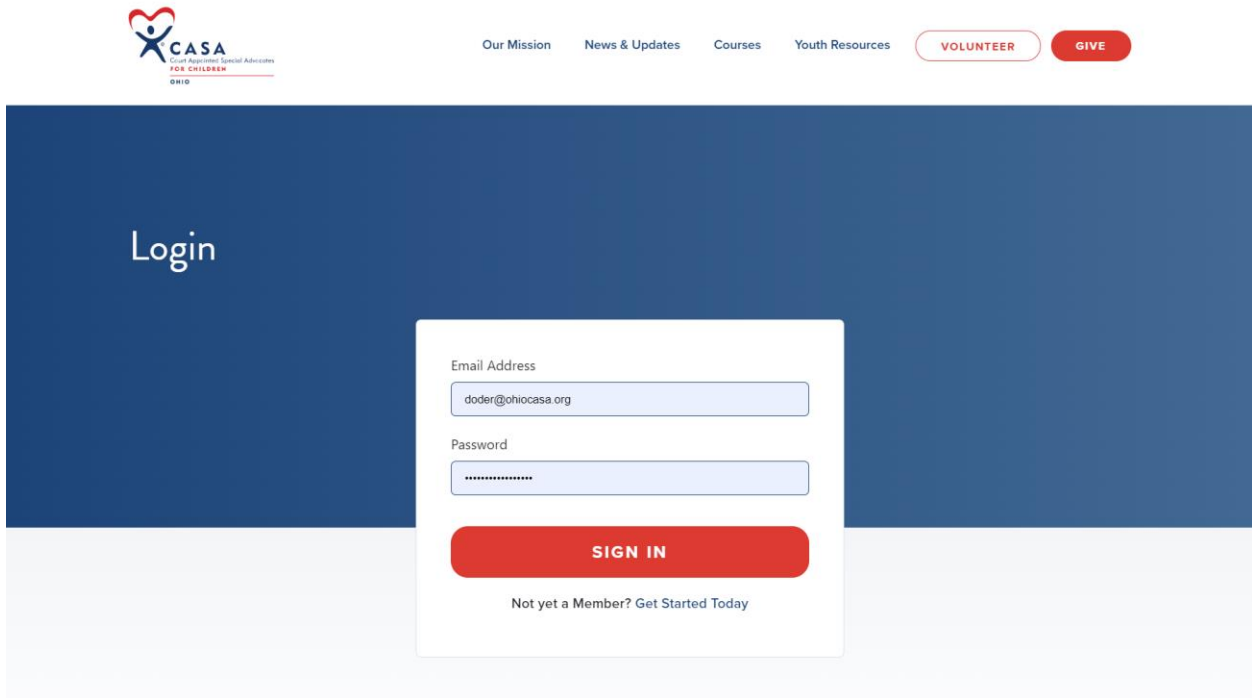 CASA
Court Appointed Special Advocates
FOR CHILDREN
OHIO
Our Mission News & Updates Courses Youth Resources VOLUNTEER GIVE
Login
Email Address
doder@ohiocasa.org
Password
•••••••••••••••••
SIGN IN
Not yet a Member? Get Started Today